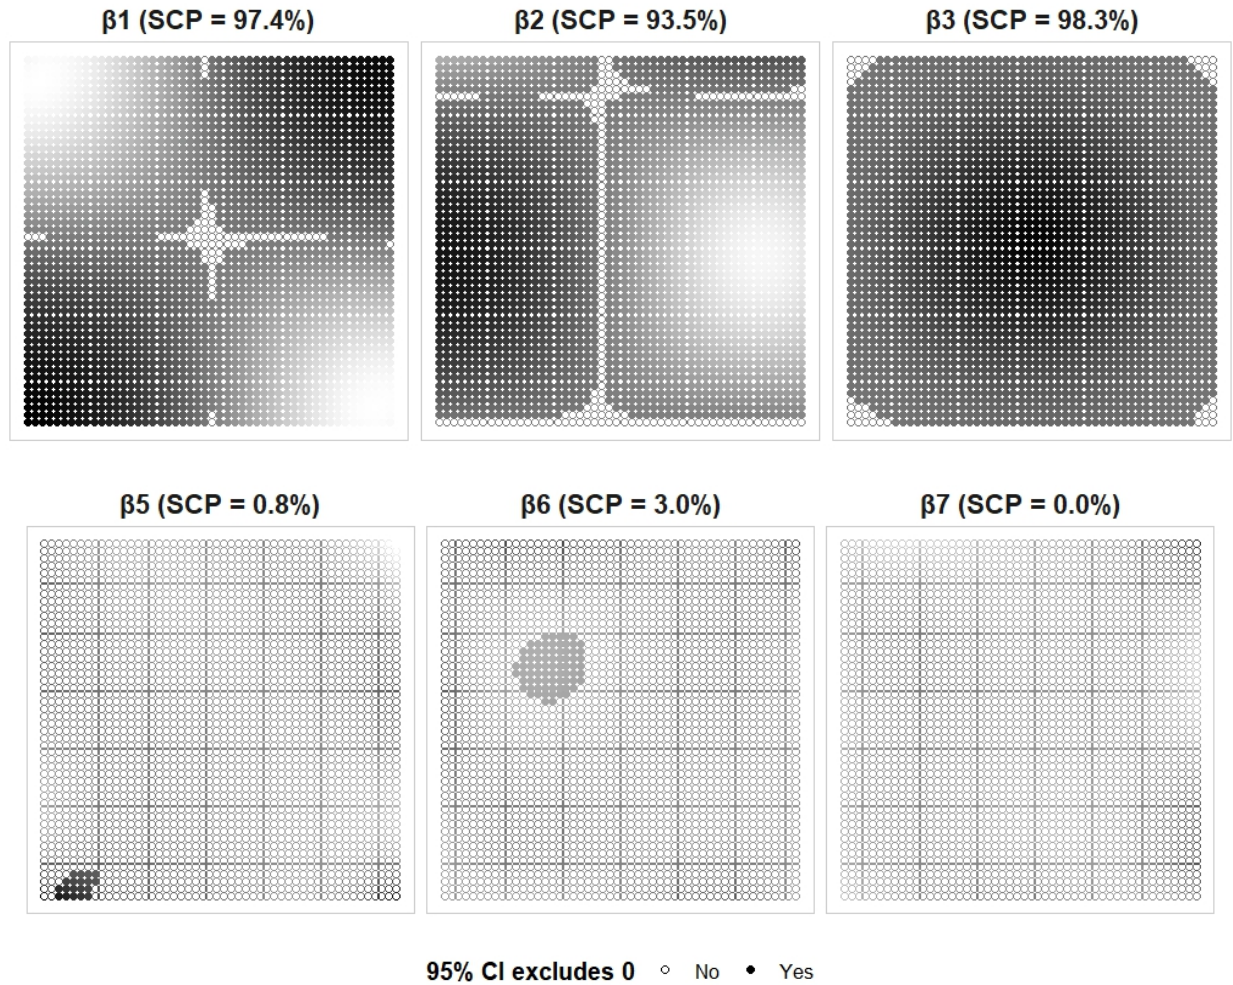 β1 (SCP = 97.4%) β2 (SCP = 93.5%) β3 (SCP = 98.3%)
β5 (SCP = 0.8%) β6 (SCP = 3.0%) β7 (SCP = 0.0%)
95% CI excludes 0 No Yes